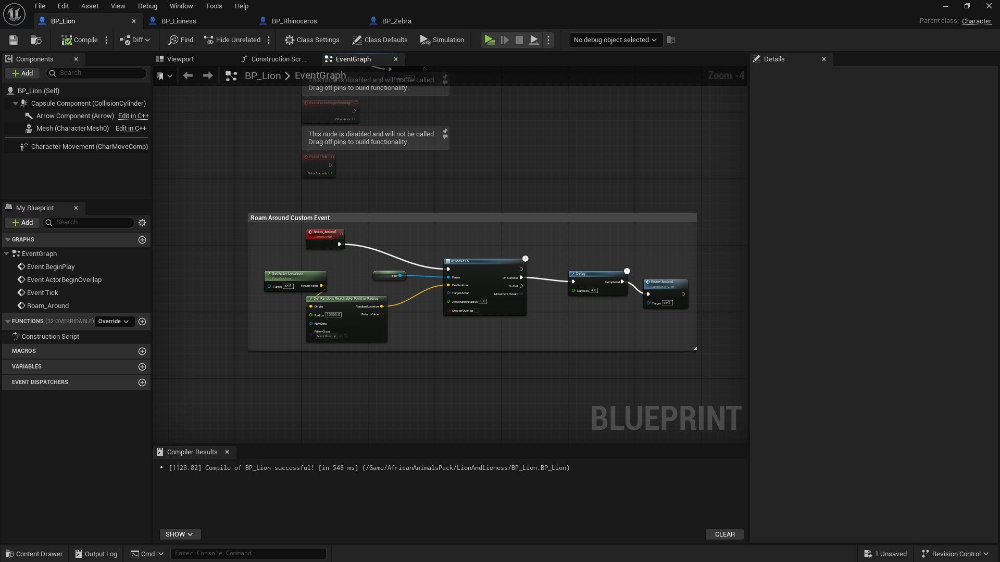 File Edit Asset View Debug Window Tools Help
BP_Lion BP_Lioness BP_Rhinoceros BP_Zebra
Parent class: Character
Compile Diff Find Hide Unrelated Class Settings Class Defaults Simulation No debug object selected
Components
Add Search
BP_Lion (Self)
Capsule Component (CollisionCylinder)
Arrow Component (Arrow) Edit in C++
Mesh (CharacterMesh0) Edit in C++
Character Movement (CharMoveComp)
My Blueprint
Add Search
GRAPHS
EventGraph
Event BeginPlay
Event ActorBeginOverlap
Event Tick
Roam_Around
FUNCTIONS (32 OVERRIDABLE) Override
Construction Script
MACROS
VARIABLES
EVENT DISPATCHERS
Viewport Construction Scr... EventGraph
BP_Lion > EventGraph Zoom -4
This node is disabled and will not be called.
Drag off pins to build functionality.
Event ActorBeginOverlap
Other Actor
This node is disabled and will not be called.
Drag off pins to build functionality.
Event Tick
Delta Seconds
Roam Around Custom Event
Roam_Around
Custom Event
Get Actor Location
Target is Actor
Target self Return Value
Self
Get Random Reachable Point in Radius
Origin Random Location
Radius 10000.0 Return Value
Nav Data
Filter Class
Select Class
AI MoveTo
Pawn On Success
Destination On Fail
Target Actor Movement Result
Acceptance Radius 5.0
Stop on Overlap
Delay
Completed
Duration 4.0
Roam Around
Target is BP Lion
Target self
BLUEPRINT
Compiler Results
• [1123.82] Compile of BP_Lion successful! [in 548 ms] (/Game/AfricanAnimalsPack/LionAndLioness/BP_Lion.BP_Lion)
SHOW CLEAR
Details
Content Drawer Output Log Cmd Enter Console Command 1 Unsaved Revision Control